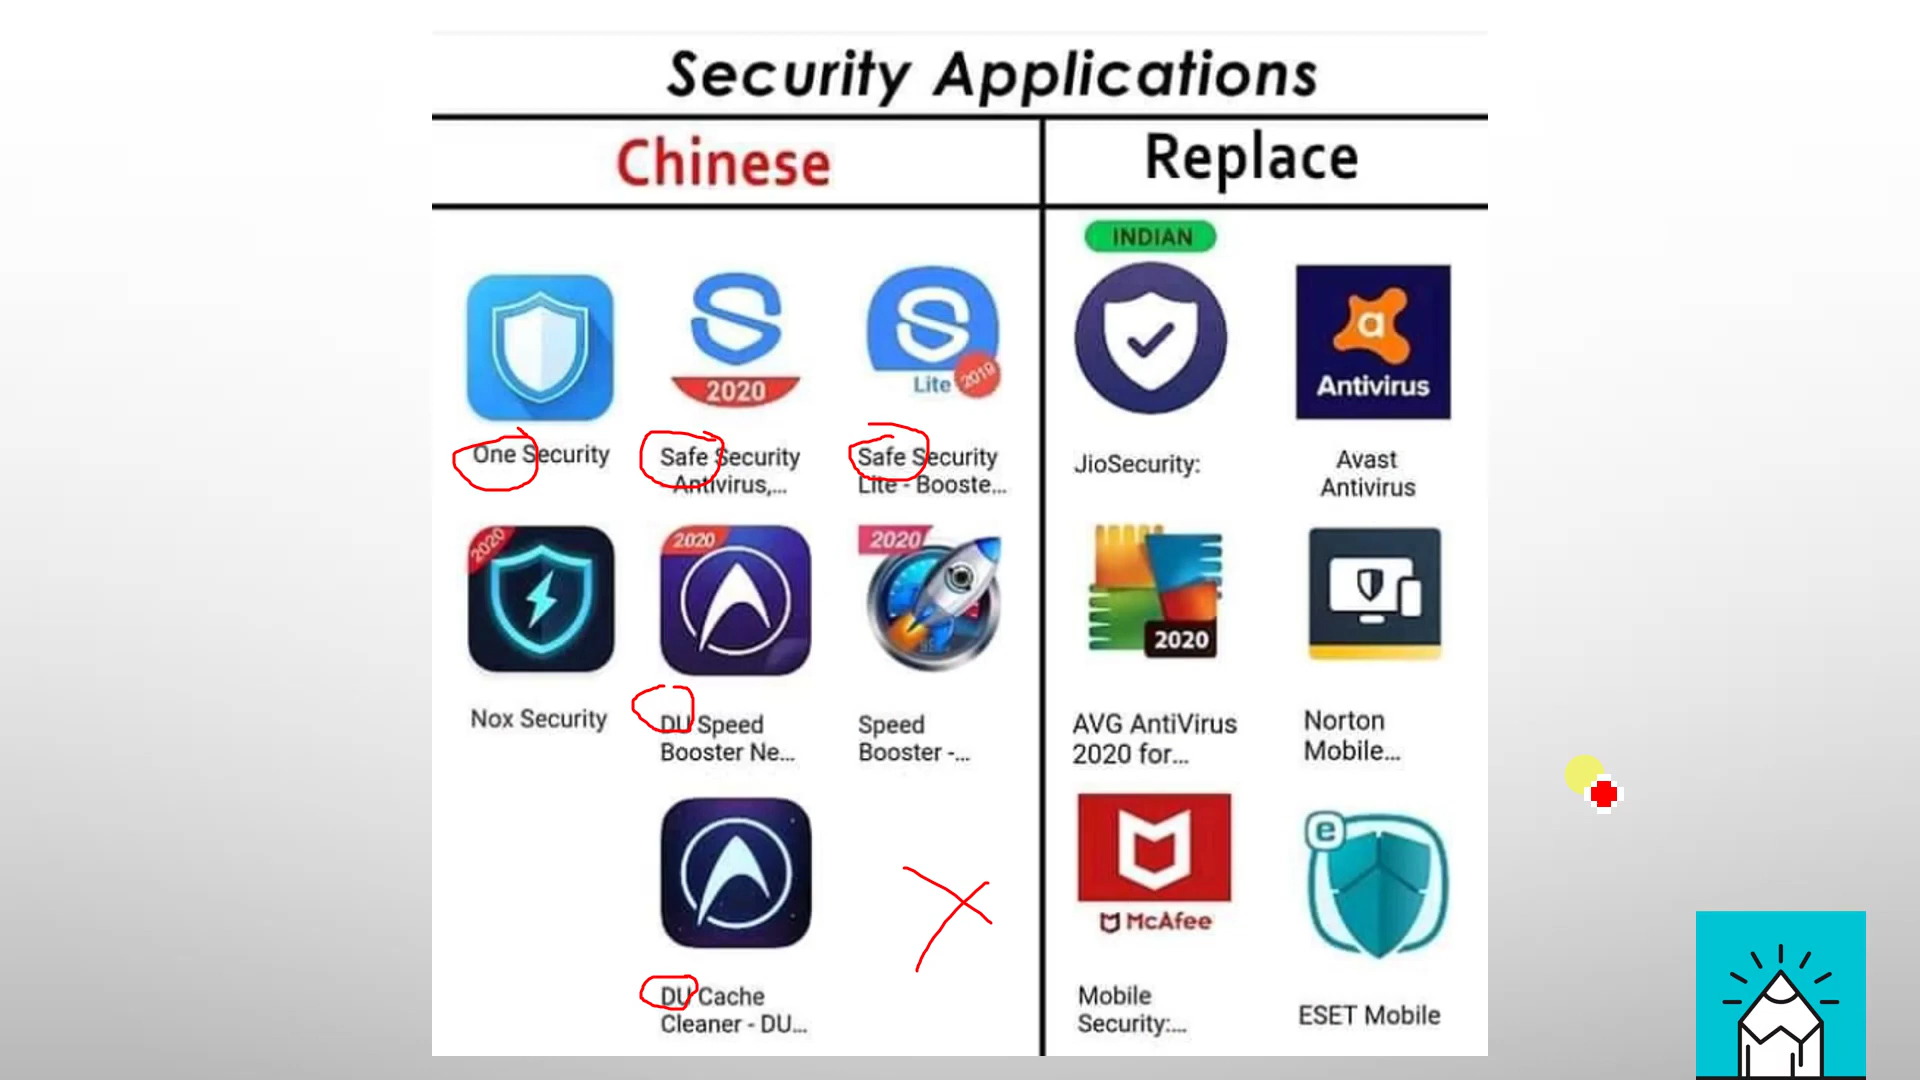 Security Applications
Chinese
Replace
INDIAN
2020
Lite 2019
a
Antivirus
One Security
Safe Security
Antivirus,...
Safe Security
Lite - Booste...
JioSecurity:
Avast
Antivirus
2020
2020
2020
2020
Nox Security
DU Speed
Booster Ne...
Speed
Booster -...
AVG AntiVirus
2020 for...
Norton
Mobile...
McAfee
e
DU Cache
Cleaner - DU...
Mobile
Security:...
ESET Mobile